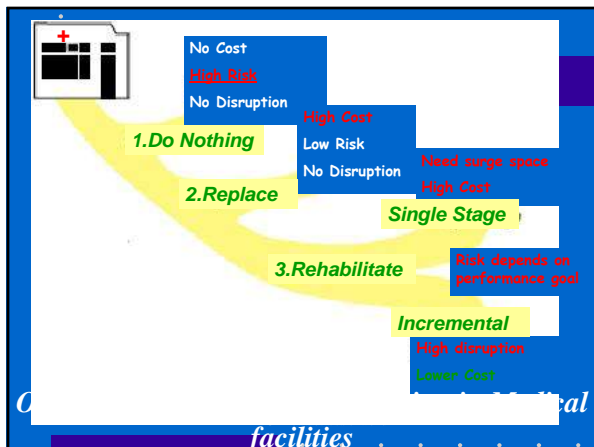 No Cost
High Risk
No Disruption
1.Do Nothing
High Cost
Low Risk
No Disruption
2.Replace
Need surge space
High Cost
Single Stage
3.Rehabilitate
Risk depends on
performance goal
Incremental
High disruption
Lower Cost
facilities